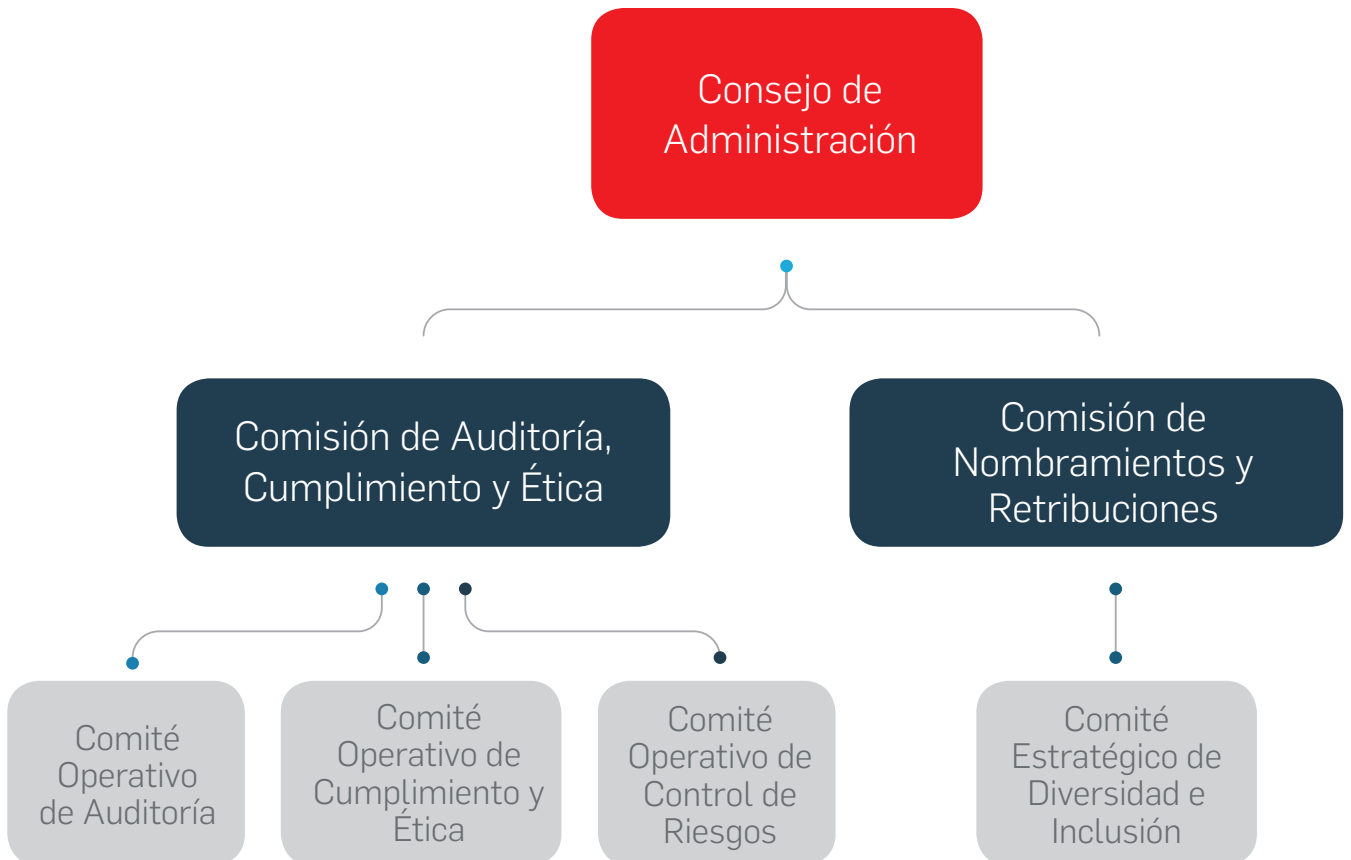 Consejo de
Administración
Comisión de Auditoría,
Cumplimiento y Ética
Comisión de
Nombramientos y
Retribuciones
Comité
Operativo
de Auditoría
Comité
Operativo de
Cumplimiento y
Ética
Comité
Operativo de
Control de
Riesgos
Comité
Estratégico de
Diversidad e
Inclusión